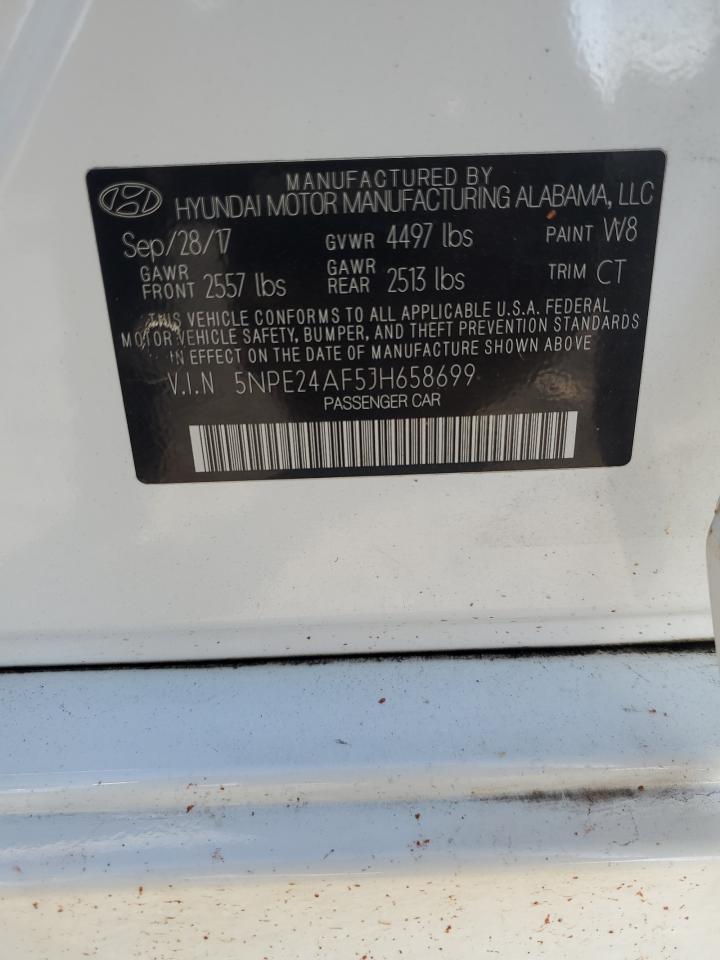 MANUFACTURED BY
HYUNDAI MOTOR MANUFACTURING ALABAMA, LLC
Sep/28/17 GVWR 4497 lbs PAINT VV8
GAWR FRONT 2557 lbs GAWR REAR 2513 lbs TRIM CT
THIS VEHICLE CONFORMS TO ALL APPLICABLE U.S.A. FEDERAL
MOTOR VEHICLE SAFETY, BUMPER, AND THEFT PREVENTION STANDARDS
IN EFFECT ON THE DATE OF MANUFACTURE SHOWN ABOVE
V.I.N 5NPE24AF5JH658699
PASSENGER CAR